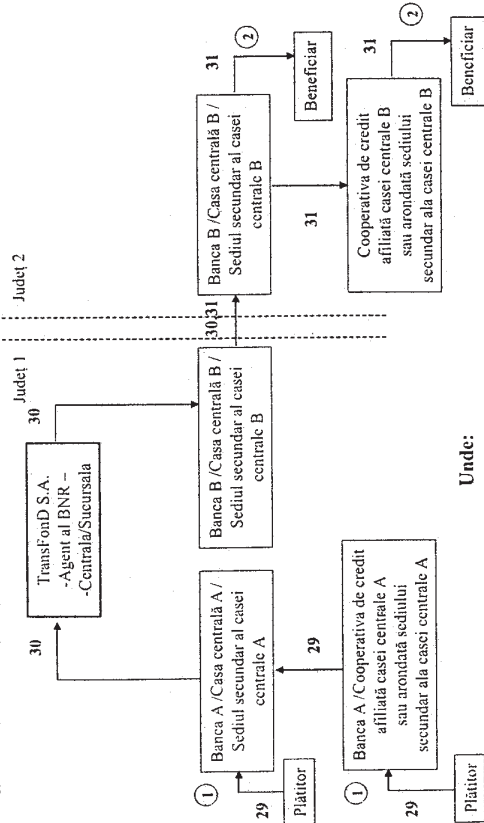 Județ 1
Județ 2
TransFonD S.A.
-Agent al BNR –
-Centrală/Sucursala
30
30
Banca A /Casa centrală A /
Sediul secundar al casei
centrale A
Banca B /Casa centrală B /
Sediul secundar al casei
centrale B
30,31
Banca B /Casa centrală B /
Sediul secundar al casei
centrale B
31
2
Beneficiar
1
29
Plătitor
29
31
Banca A /Cooperativa de credit
afiliată casei centrale A
sau arondată sediului
secundar ala casei centrale A
Cooperativa de credit
afiliată casei centrale B
sau arondată sediului
secundar ala casei centrale B
31
2
Beneficiar
1
29
Plătitor
Unde: